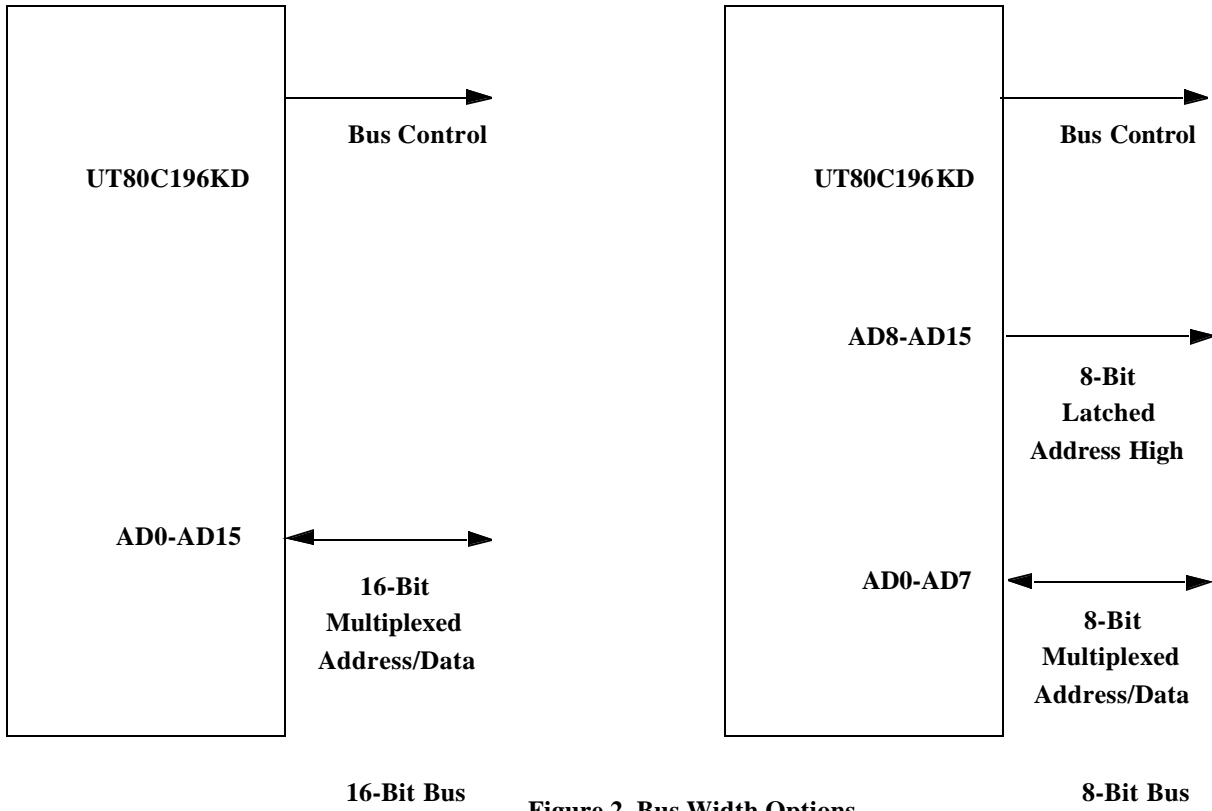 Bus Control
UT80C196KD
AD0-AD15
16-Bit
Multiplexed
Address/Data
16-Bit Bus
Bus Control
UT80C196KD
AD8-AD15
8-Bit
Latched
Address High
AD0-AD7
8-Bit
Multiplexed
Address/Data
8-Bit Bus
Figure 2. Bus Width Options